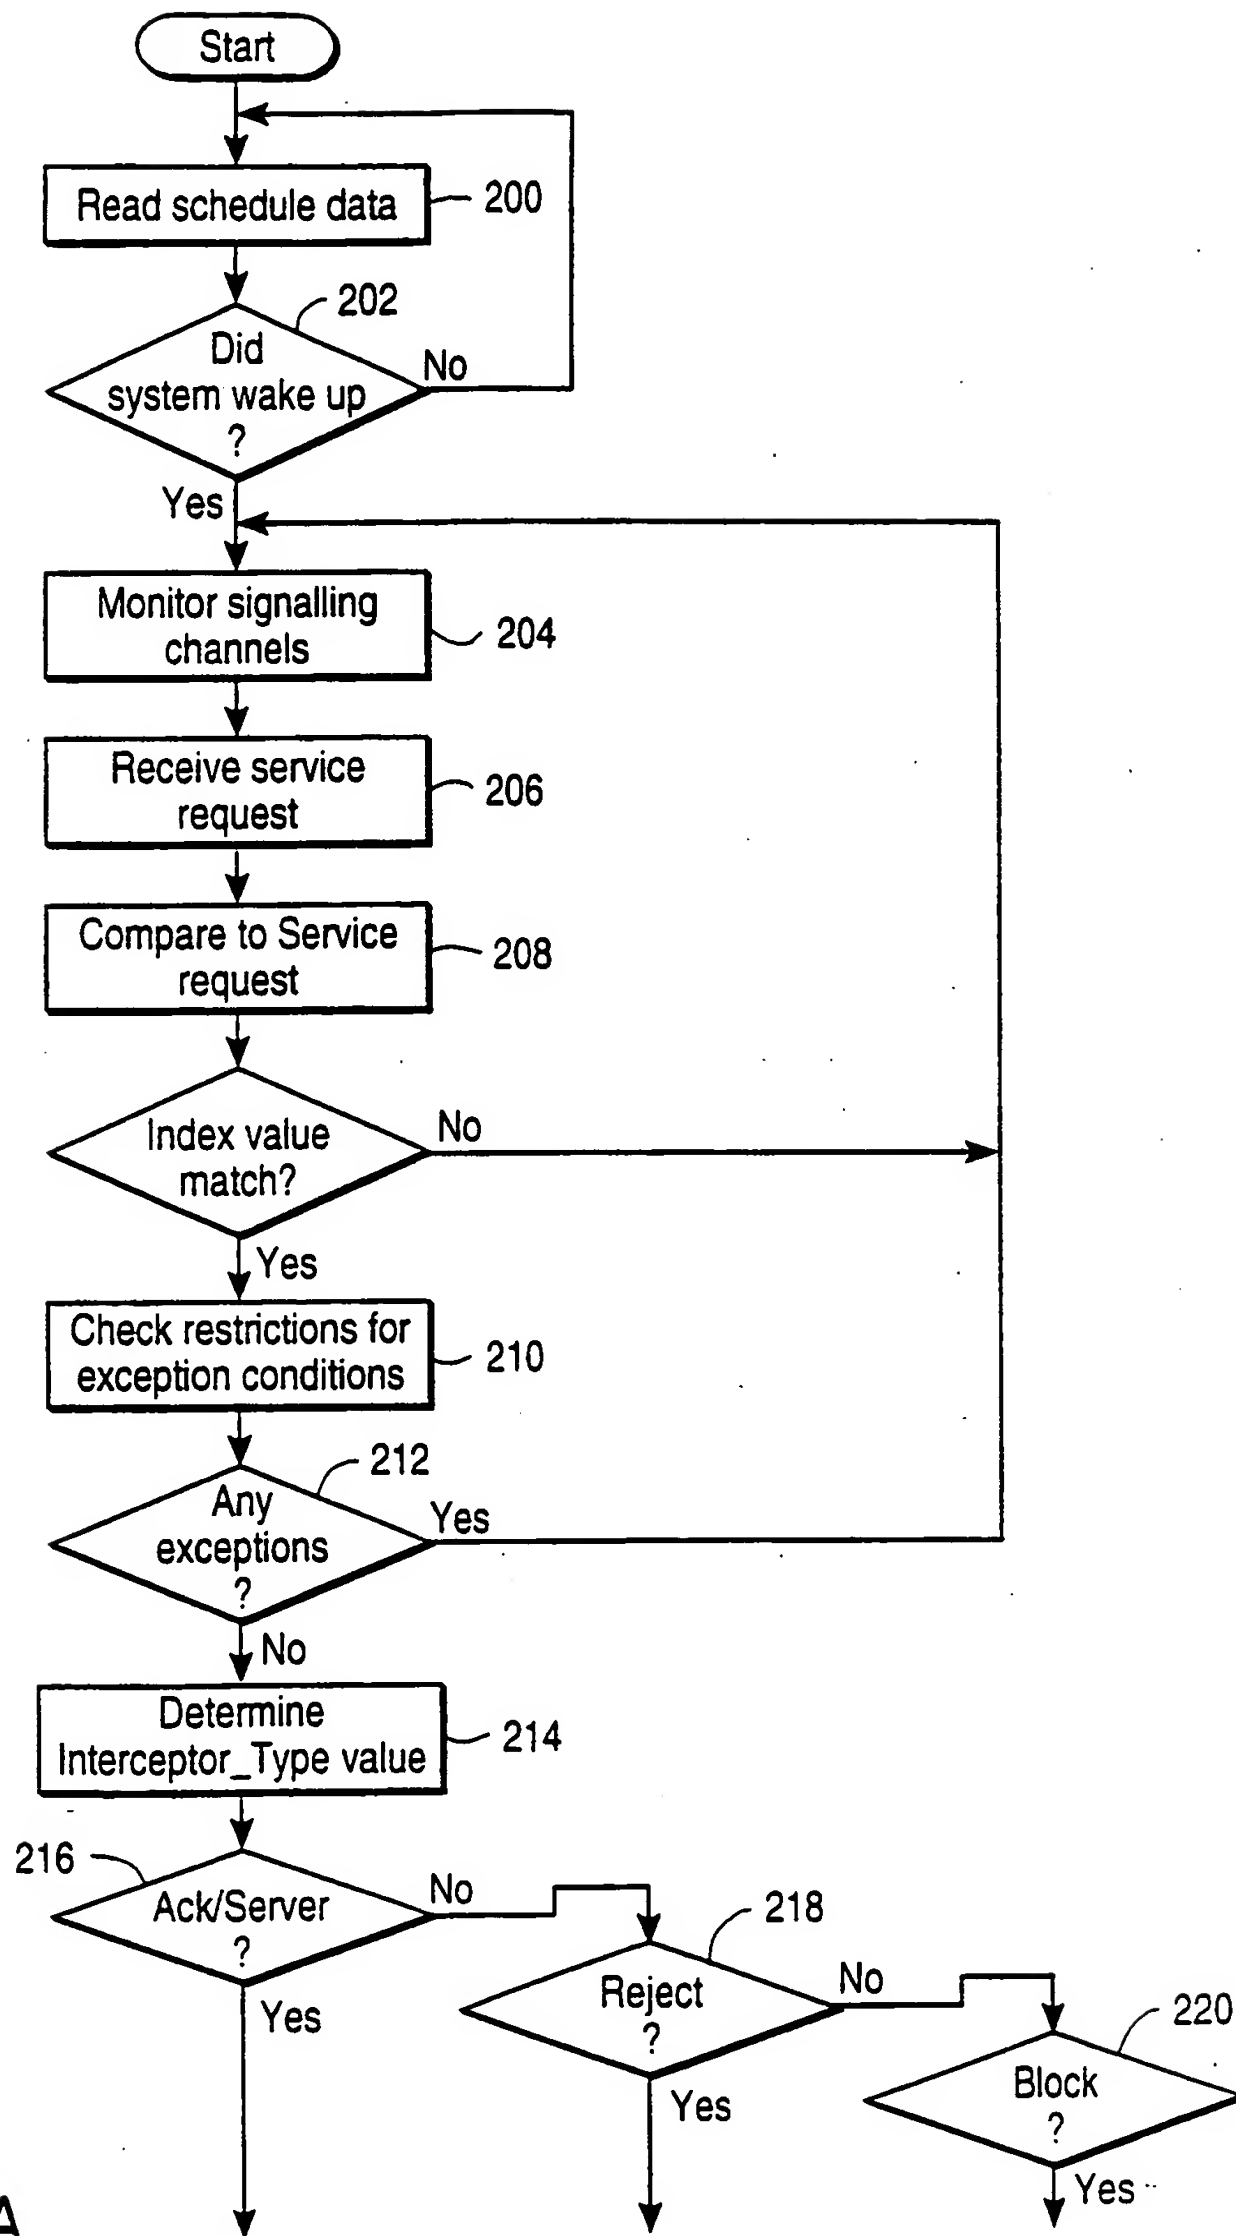 Start
Read schedule data
200
202
Did
system wake up
?
No
Yes
Monitor signalling
channels
204
Receive service
request
206
Compare to Service
request
208
Index value
match?
No
Yes
Check restrictions for
exception conditions
210
212
Any
exceptions
?
Yes
No
Determine
Interceptor_Type value
214
216
Ack/Server
?
No
Yes
218
Reject
?
No
Yes
220
Block
?
Yes
A